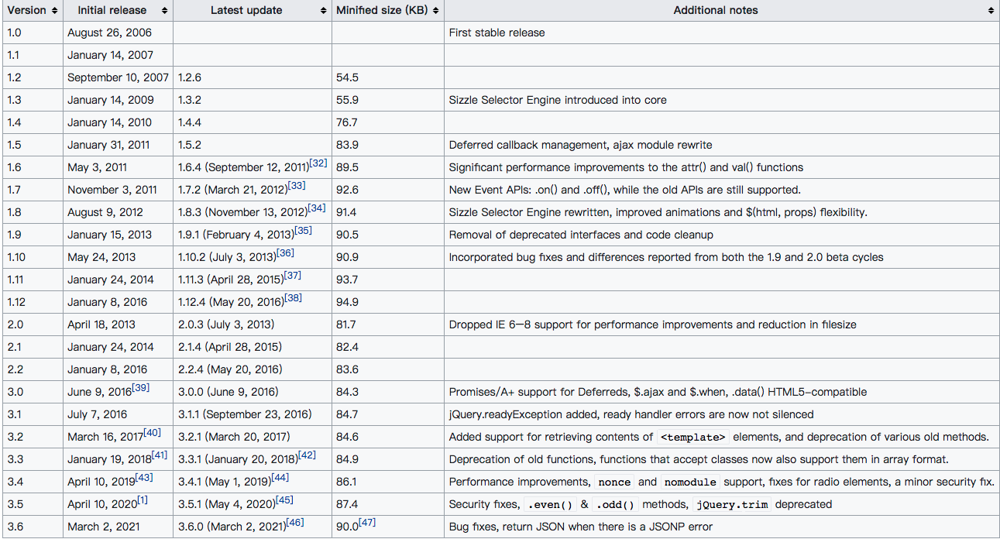 Version Initial release Latest update Minified size (KB) Additional notes
1.0 August 26, 2006 First stable release
1.1 January 14, 2007
1.2 September 10, 2007 1.2.6 54.5
1.3 January 14, 2009 1.3.2 55.9 Sizzle Selector Engine introduced into core
1.4 January 14, 2010 1.4.4 76.7
1.5 January 31, 2011 1.5.2 83.9 Deferred callback management, ajax module rewrite
1.6 May 3, 2011 1.6.4 (September 12, 2011)[32] 89.5 Significant performance improvements to the attr() and val() functions
1.7 November 3, 2011 1.7.2 (March 21, 2012)[33] 92.6 New Event APIs: .on() and .off(), while the old APIs are still supported.
1.8 August 9, 2012 1.8.3 (November 13, 2012)[34] 91.4 Sizzle Selector Engine rewritten, improved animations and $(html, props) flexibility.
1.9 January 15, 2013 1.9.1 (February 4, 2013)[35] 90.5 Removal of deprecated interfaces and code cleanup
1.10 May 24, 2013 1.10.2 (July 3, 2013)[36] 90.9 Incorporated bug fixes and differences reported from both the 1.9 and 2.0 beta cycles
1.11 January 24, 2014 1.11.3 (April 28, 2015)[37] 93.7
1.12 January 8, 2016 1.12.4 (May 20, 2016)[38] 94.9
2.0 April 18, 2013 2.0.3 (July 3, 2013) 81.7 Dropped IE 6–8 support for performance improvements and reduction in filesize
2.1 January 24, 2014 2.1.4 (April 28, 2015) 82.4
2.2 January 8, 2016 2.2.4 (May 20, 2016) 83.6
3.0 June 9, 2016[39] 3.0.0 (June 9, 2016) 84.3 Promises/A+ support for Deferreds, $.ajax and $.when, .data() HTML5-compatible
3.1 July 7, 2016 3.1.1 (September 23, 2016) 84.7 jQuery.readyException added, ready handler errors are now not silenced
3.2 March 16, 2017[40] 3.2.1 (March 20, 2017) 84.6 Added support for retrieving contents of <template> elements, and deprecation of various old methods.
3.3 January 19, 2018[41] 3.3.1 (January 20, 2018)[42] 84.9 Deprecation of old functions, functions that accept classes now also support them in array format.
3.4 April 10, 2019[43] 3.4.1 (May 1, 2019)[44] 86.1 Performance improvements, nonce and nomodule support, fixes for radio elements, a minor security fix.
3.5 April 10, 2020[1] 3.5.1 (May 4, 2020)[45] 87.4 Security fixes, .even() & .odd() methods, jQuery.trim deprecated
3.6 March 2, 2021 3.6.0 (March 2, 2021)[46] 90.0[47] Bug fixes, return JSON when there is a JSONP error